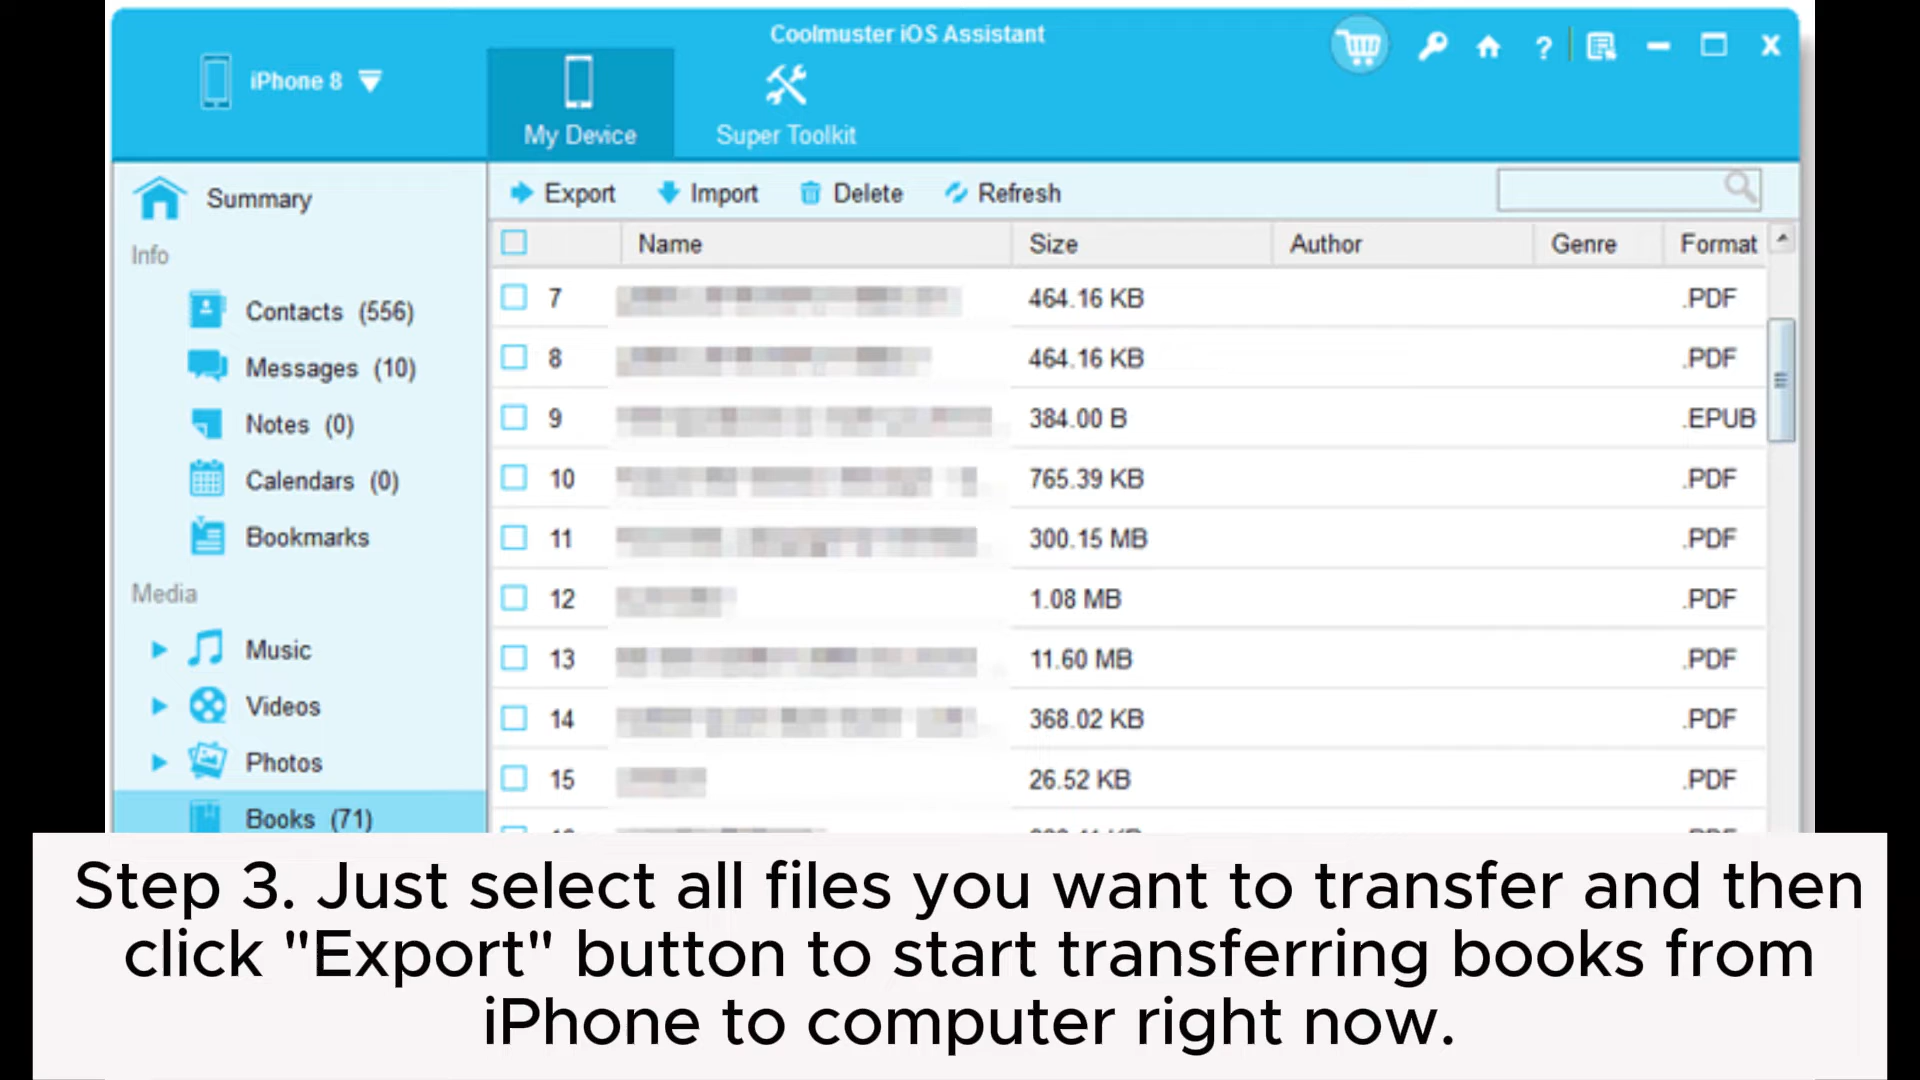 Coolmuster iOS Assistant
iPhone 8
My Device
Super Toolkit
?
Summary
Info
Contacts (556)
Messages (10)
Notes (0)
Calendars (0)
Bookmarks
Media
Music
Videos
Photos
Books (71)
Export Import Delete Refresh
Name Size Author Genre Format
7 464.16 KB .PDF
8 464.16 KB .PDF
9 384.00 B .EPUB
10 765.39 KB .PDF
11 300.15 MB .PDF
12 1.08 MB .PDF
13 11.60 MB .PDF
14 368.02 KB .PDF
15 26.52 KB .PDF
Step 3. Just select all files you want to transfer and then
click "Export" button to start transferring books from
iPhone to computer right now.